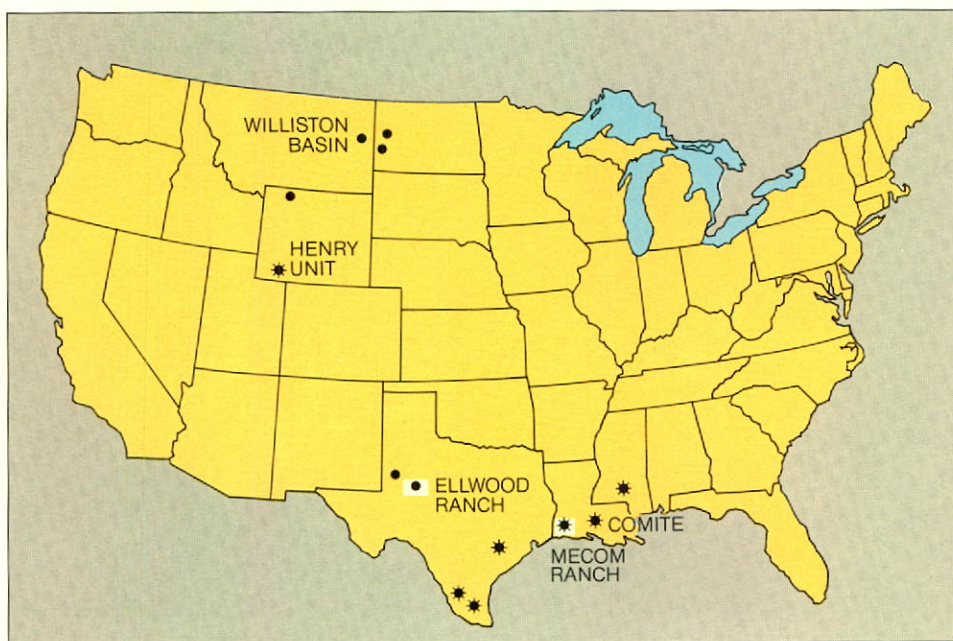 WILLISTON
BASIN
HENRY
UNIT
ELLWOOD
RANCH
COMITE
MECOM
RANCH